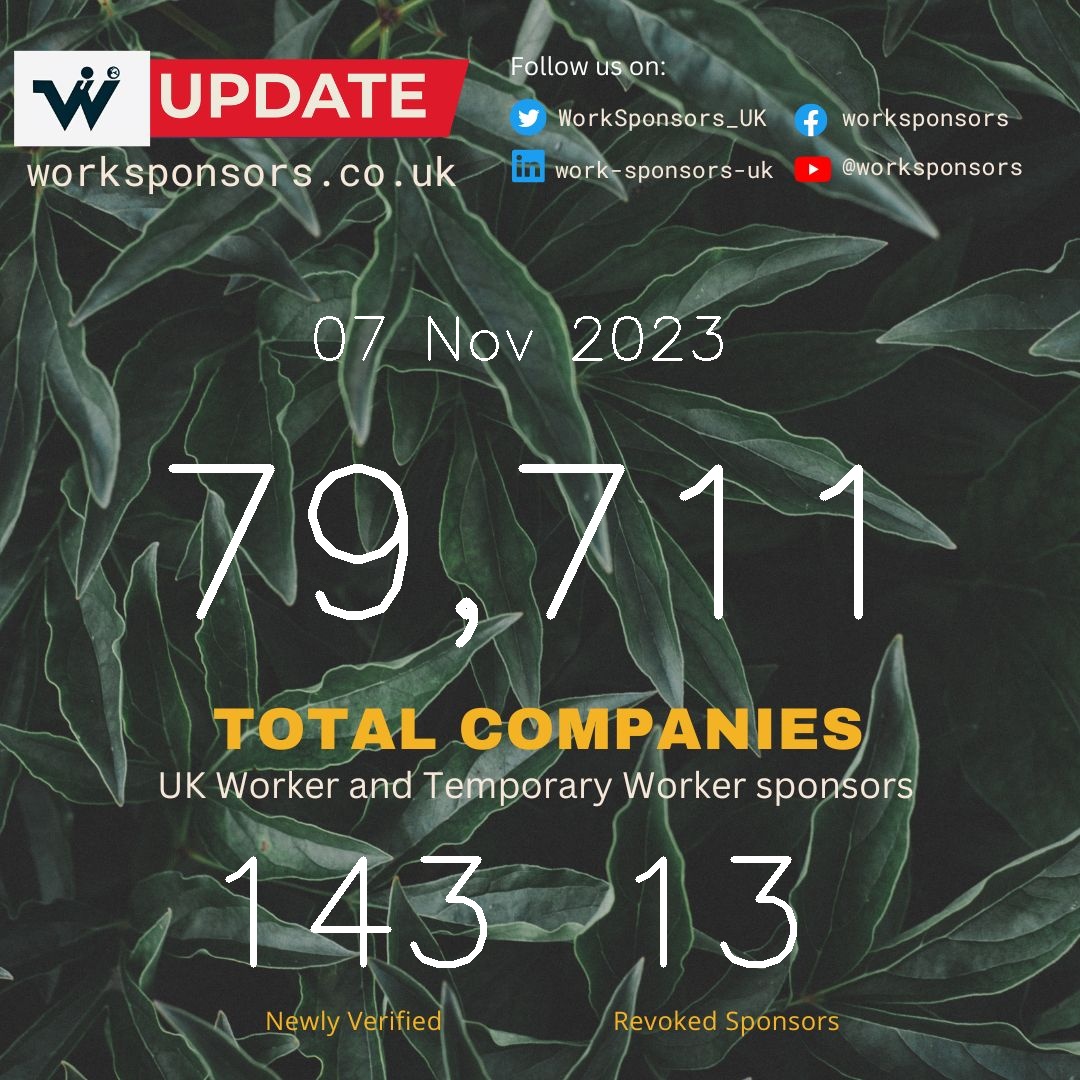 UPDATE
worksponsors.co.uk
Follow us on:
WorkSponsors_UK
worksponsors
work-sponsors-uk
@worksponsors
07 Nov 2023
79,711
TOTAL COMPANIES
UK Worker and Temporary Worker sponsors
143 13
Newly Verified Revoked Sponsors